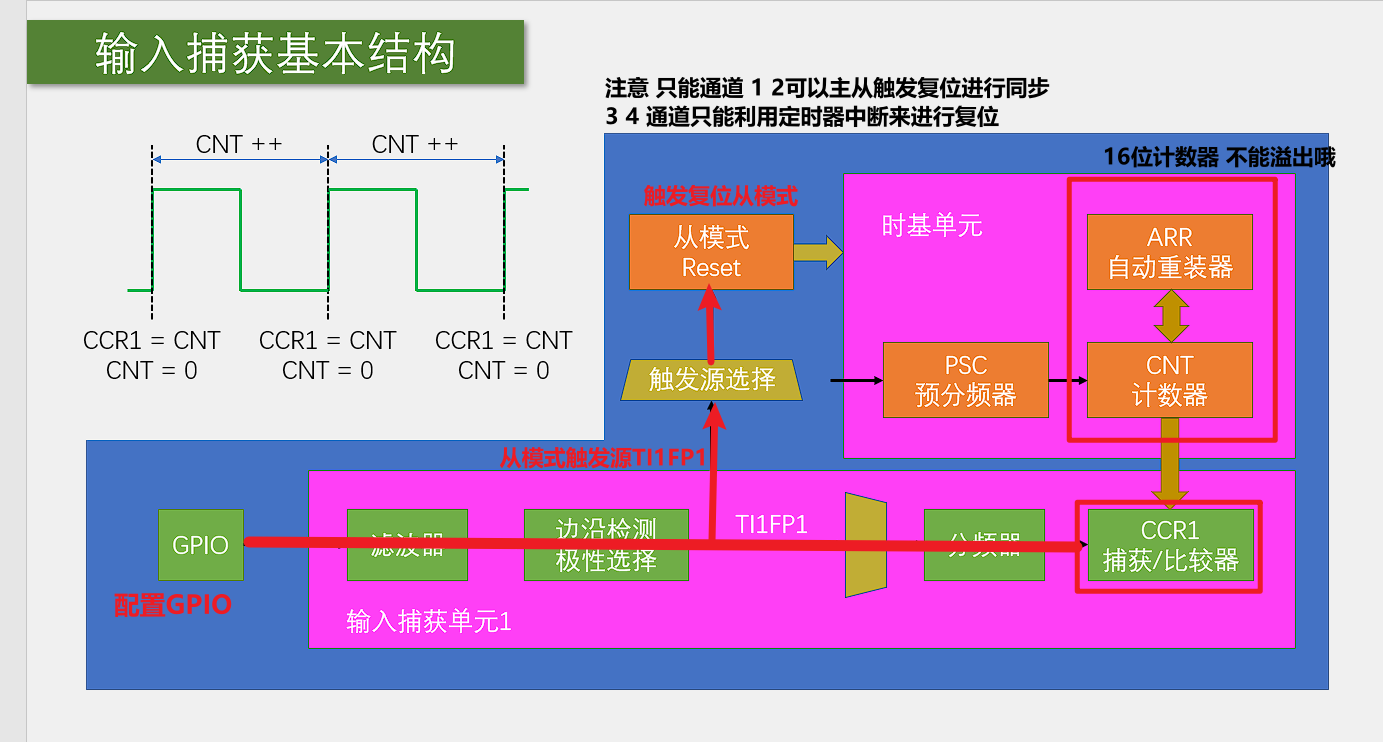 输入捕获基本结构
注意 只能通道 1 2可以主从触发复位进行同步
3 4 通道只能利用定时器中断来进行复位
CNT ++
CNT ++
CCR1 = CNT
CNT = 0
CCR1 = CNT
CNT = 0
CCR1 = CNT
CNT = 0
16位计数器 不能溢出哦
触发复位从模式
从模式
Reset
时基单元
ARR
自动重装器
触发源选择
PSC
预分频器
CNT
计数器
从模式触发源TI1FP1
GPIO
滤波器
边沿检测
极性选择
TI1FP1
分频器
CCR1
捕获/比较器
配置GPIO
输入捕获单元1